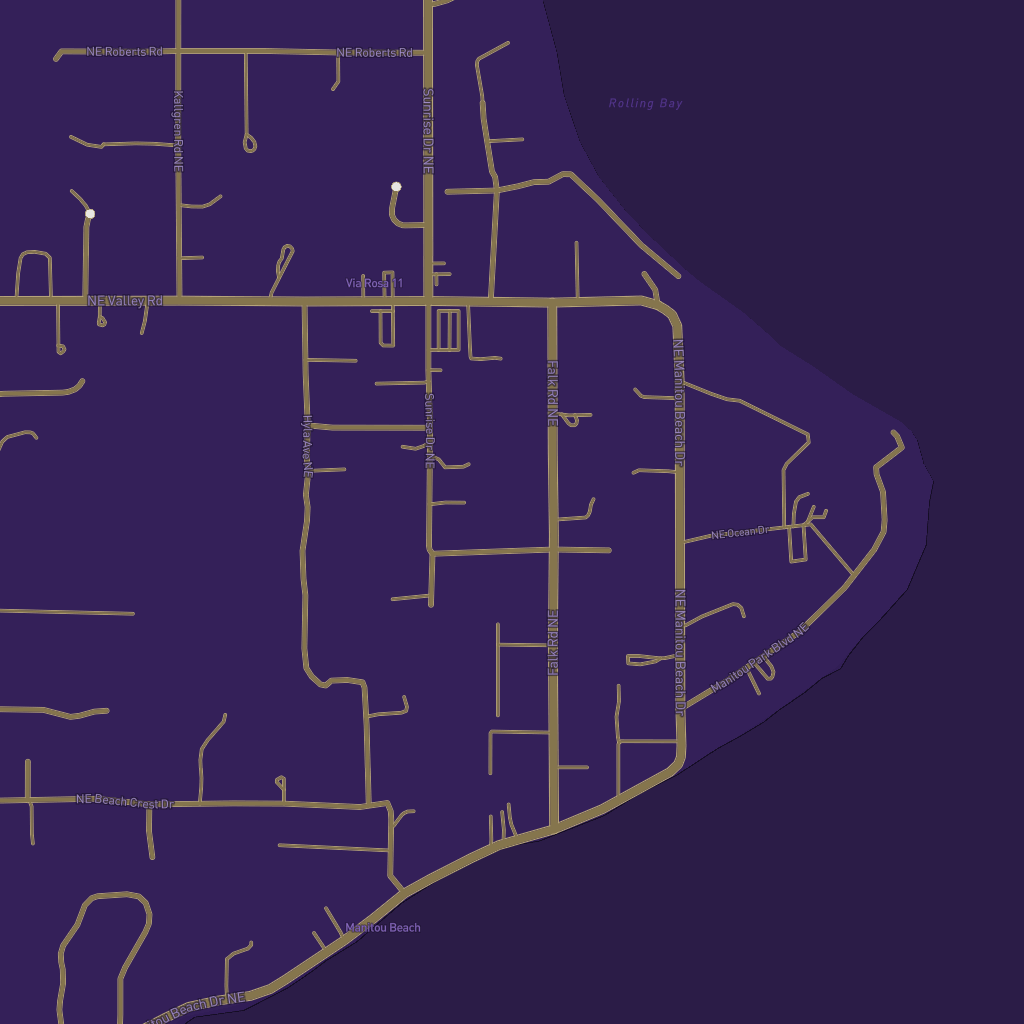 NE Roberts Rd
NE Roberts Rd
Kallgren Rd NE
Sunrise Dr NE
Rolling Bay
Via Rosa 11
NE Valley Rd
Hyla Ave NE
Sunrise Dr NE
Falk Rd NE
NE Manitou Beach Dr
NE Ocean Dr
Falk Rd NE
NE Manitou Beach Dr
Manitou Park Blvd NE
NE Beach Crest Dr
Manitou Beach
tou Beach Dr NE